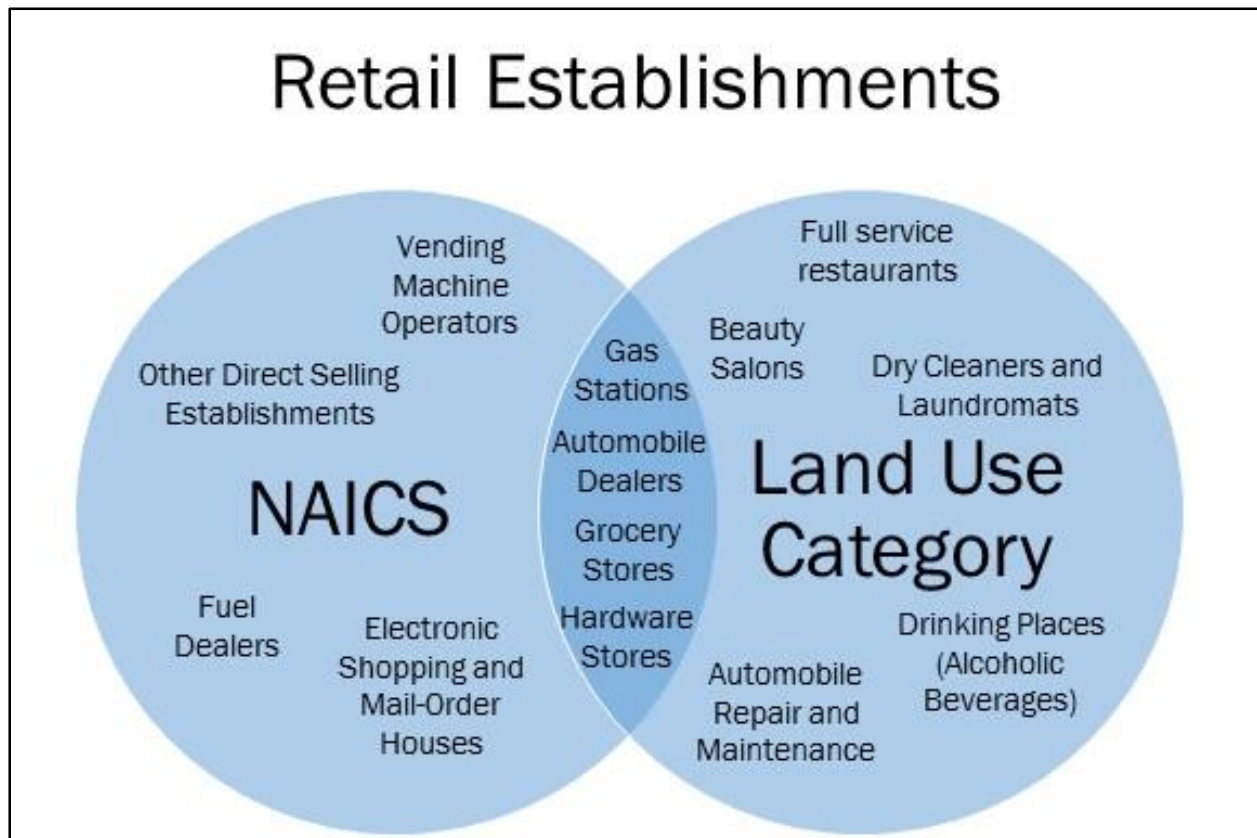 Retail Establishments
Vending
Machine
Operators
Other Direct Selling
Establishments
NAICS
Fuel
Dealers
Electronic
Shopping and
Mail-Order
Houses
Gas
Stations
Automobile
Dealers
Grocery
Stores
Hardware
Stores
Full service
restaurants
Beauty
Salons
Dry Cleaners and
Laundromats
Land Use
Category
Drinking Places
(Alcoholic
Beverages)
Automobile
Repair and
Maintenance